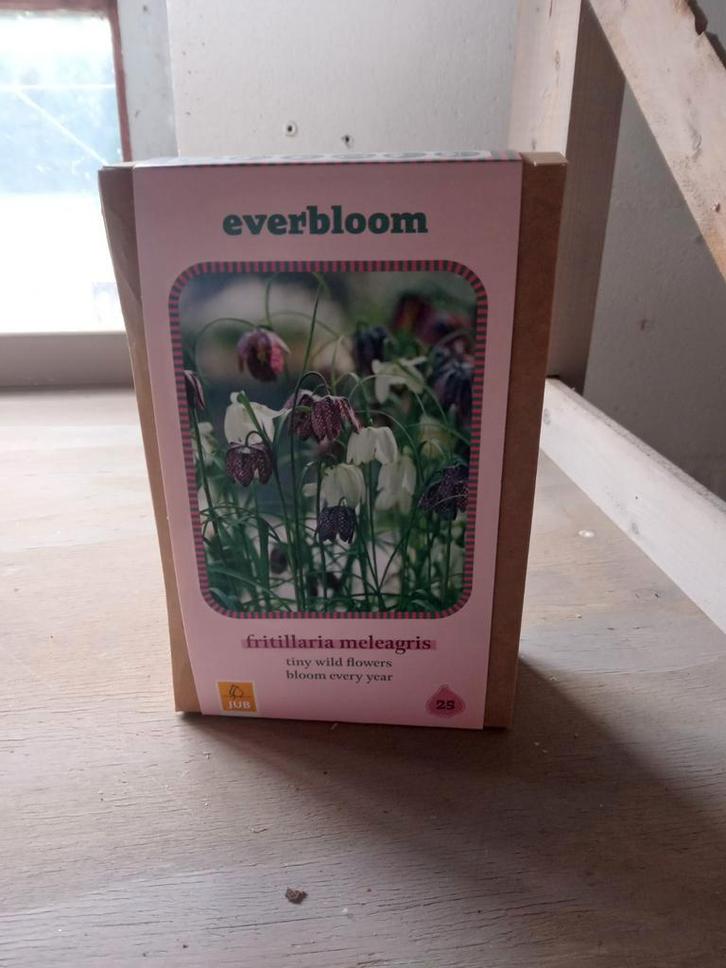 everbloom
fritillaria meleagris
tiny wild flowers
bloom every year
JUB
25